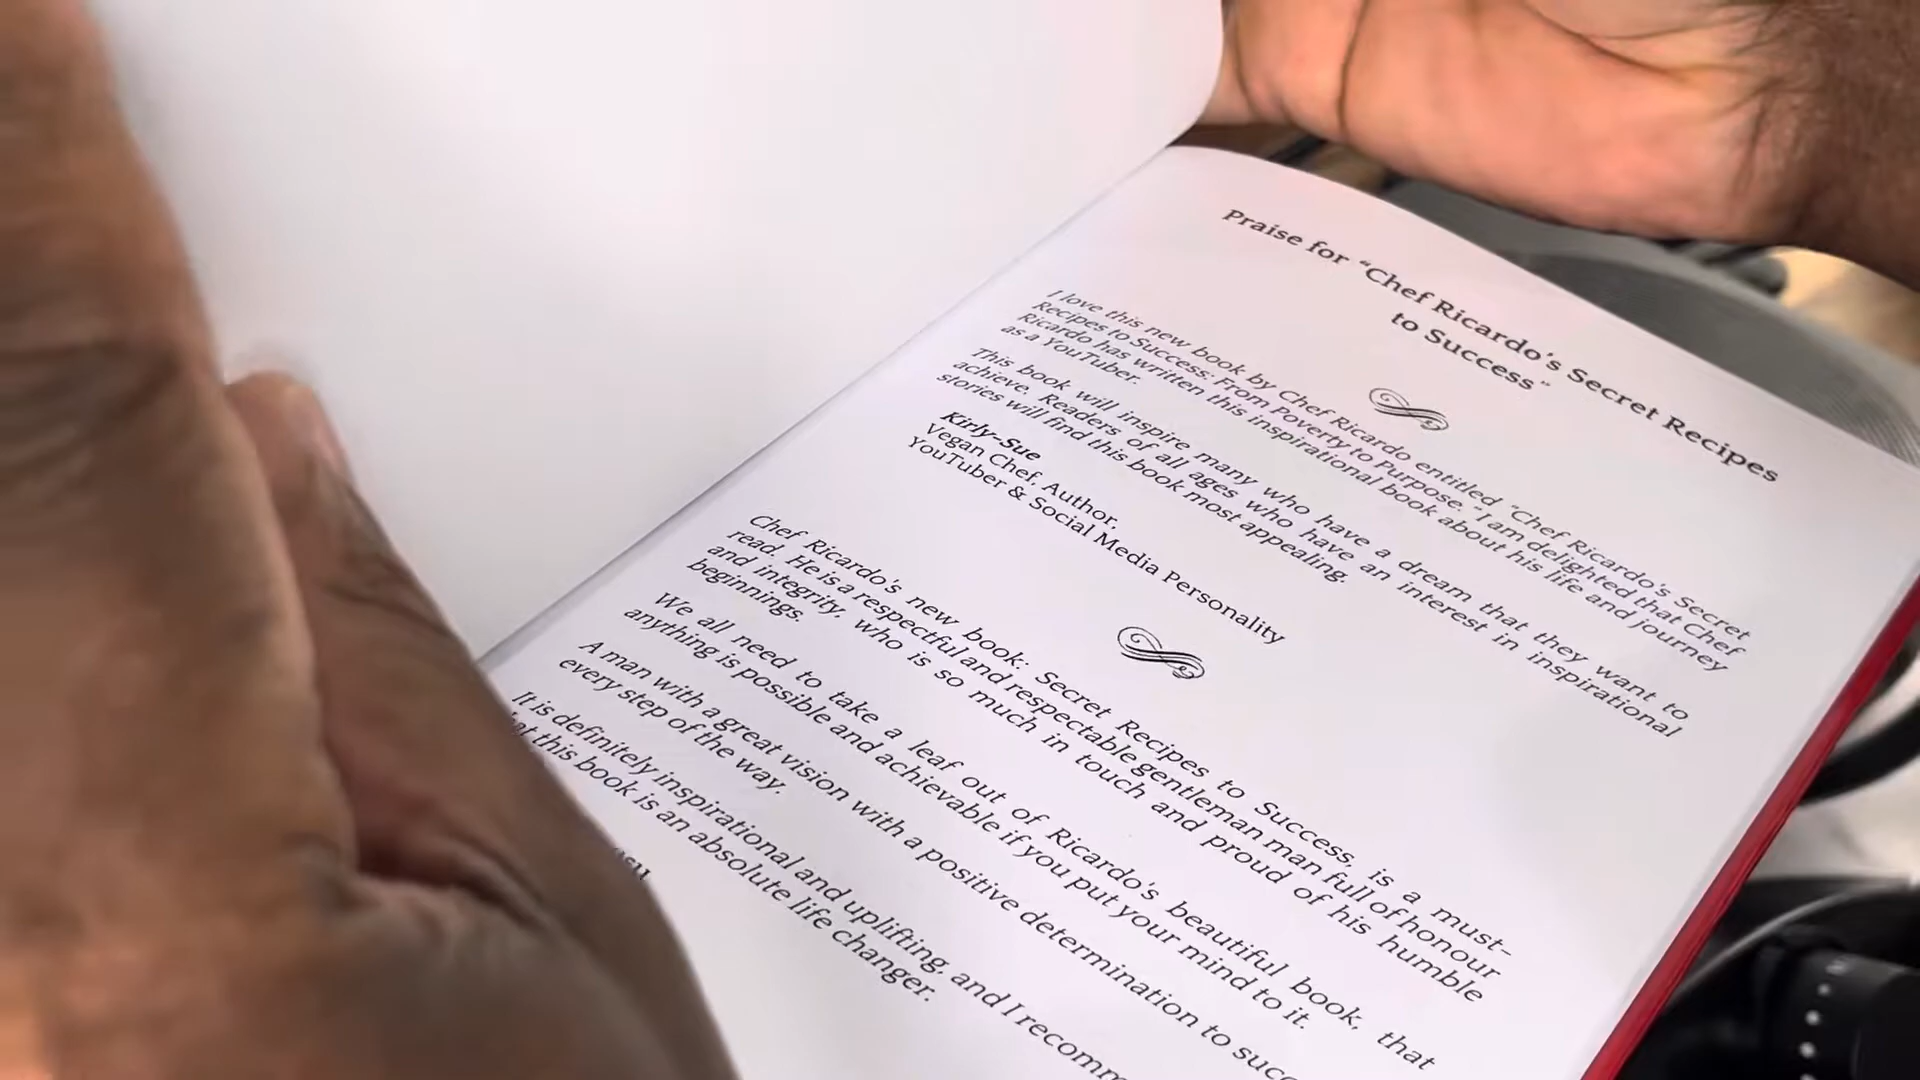 Praise for “Chef Ricardo's Secret Recipes
to Success”
I love this new book by Chef Ricardo entitled "Chef Ricardo's Secret
Recipes to Success: From Poverty to Purpose." I am delighted that Chef
Ricardo has written this inspirational book about his life and journey
as a YouTuber.
This book will inspire many who have a dream that they want to
achieve. Readers of all ages who have an interest in inspirational
stories will find this book most appealing.
Kirly-Sue
Vegan Chef, Author,
YouTuber & Social Media Personality
Chef Ricardo's new book: Secret Recipes to Success, is a must-
read. He is a respectful and respectable gentleman man full of honour
and integrity, who is so much in touch and proud of his humble
beginnings.
We all need to take a leaf out of Ricardo's beautiful book, that
anything is possible and achievable if you put your mind to it.
A man with a great vision with a positive determination to succ
every step of the way.
It is definitely inspirational and uplifting, and I recomm
this book is an absolute life changer.